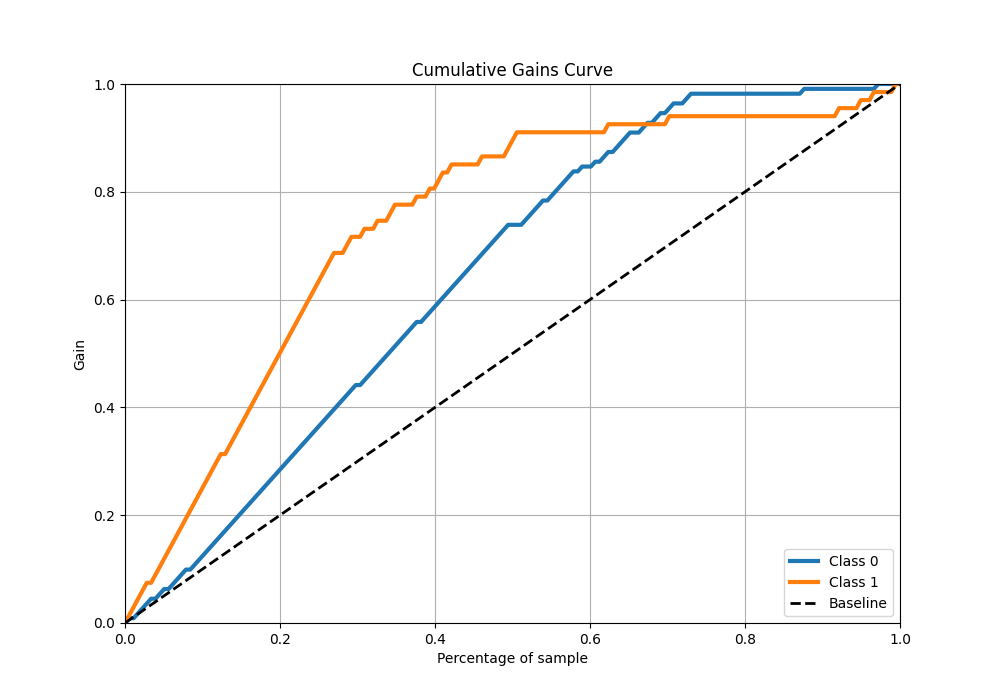 Cumulative Gains Curve
1.0
0.8
0.6
0.4
0.2
0.0
Gain
0.0 0.2 0.4 0.6 0.8 1.0
Percentage of sample
Class 0
Class 1
Baseline